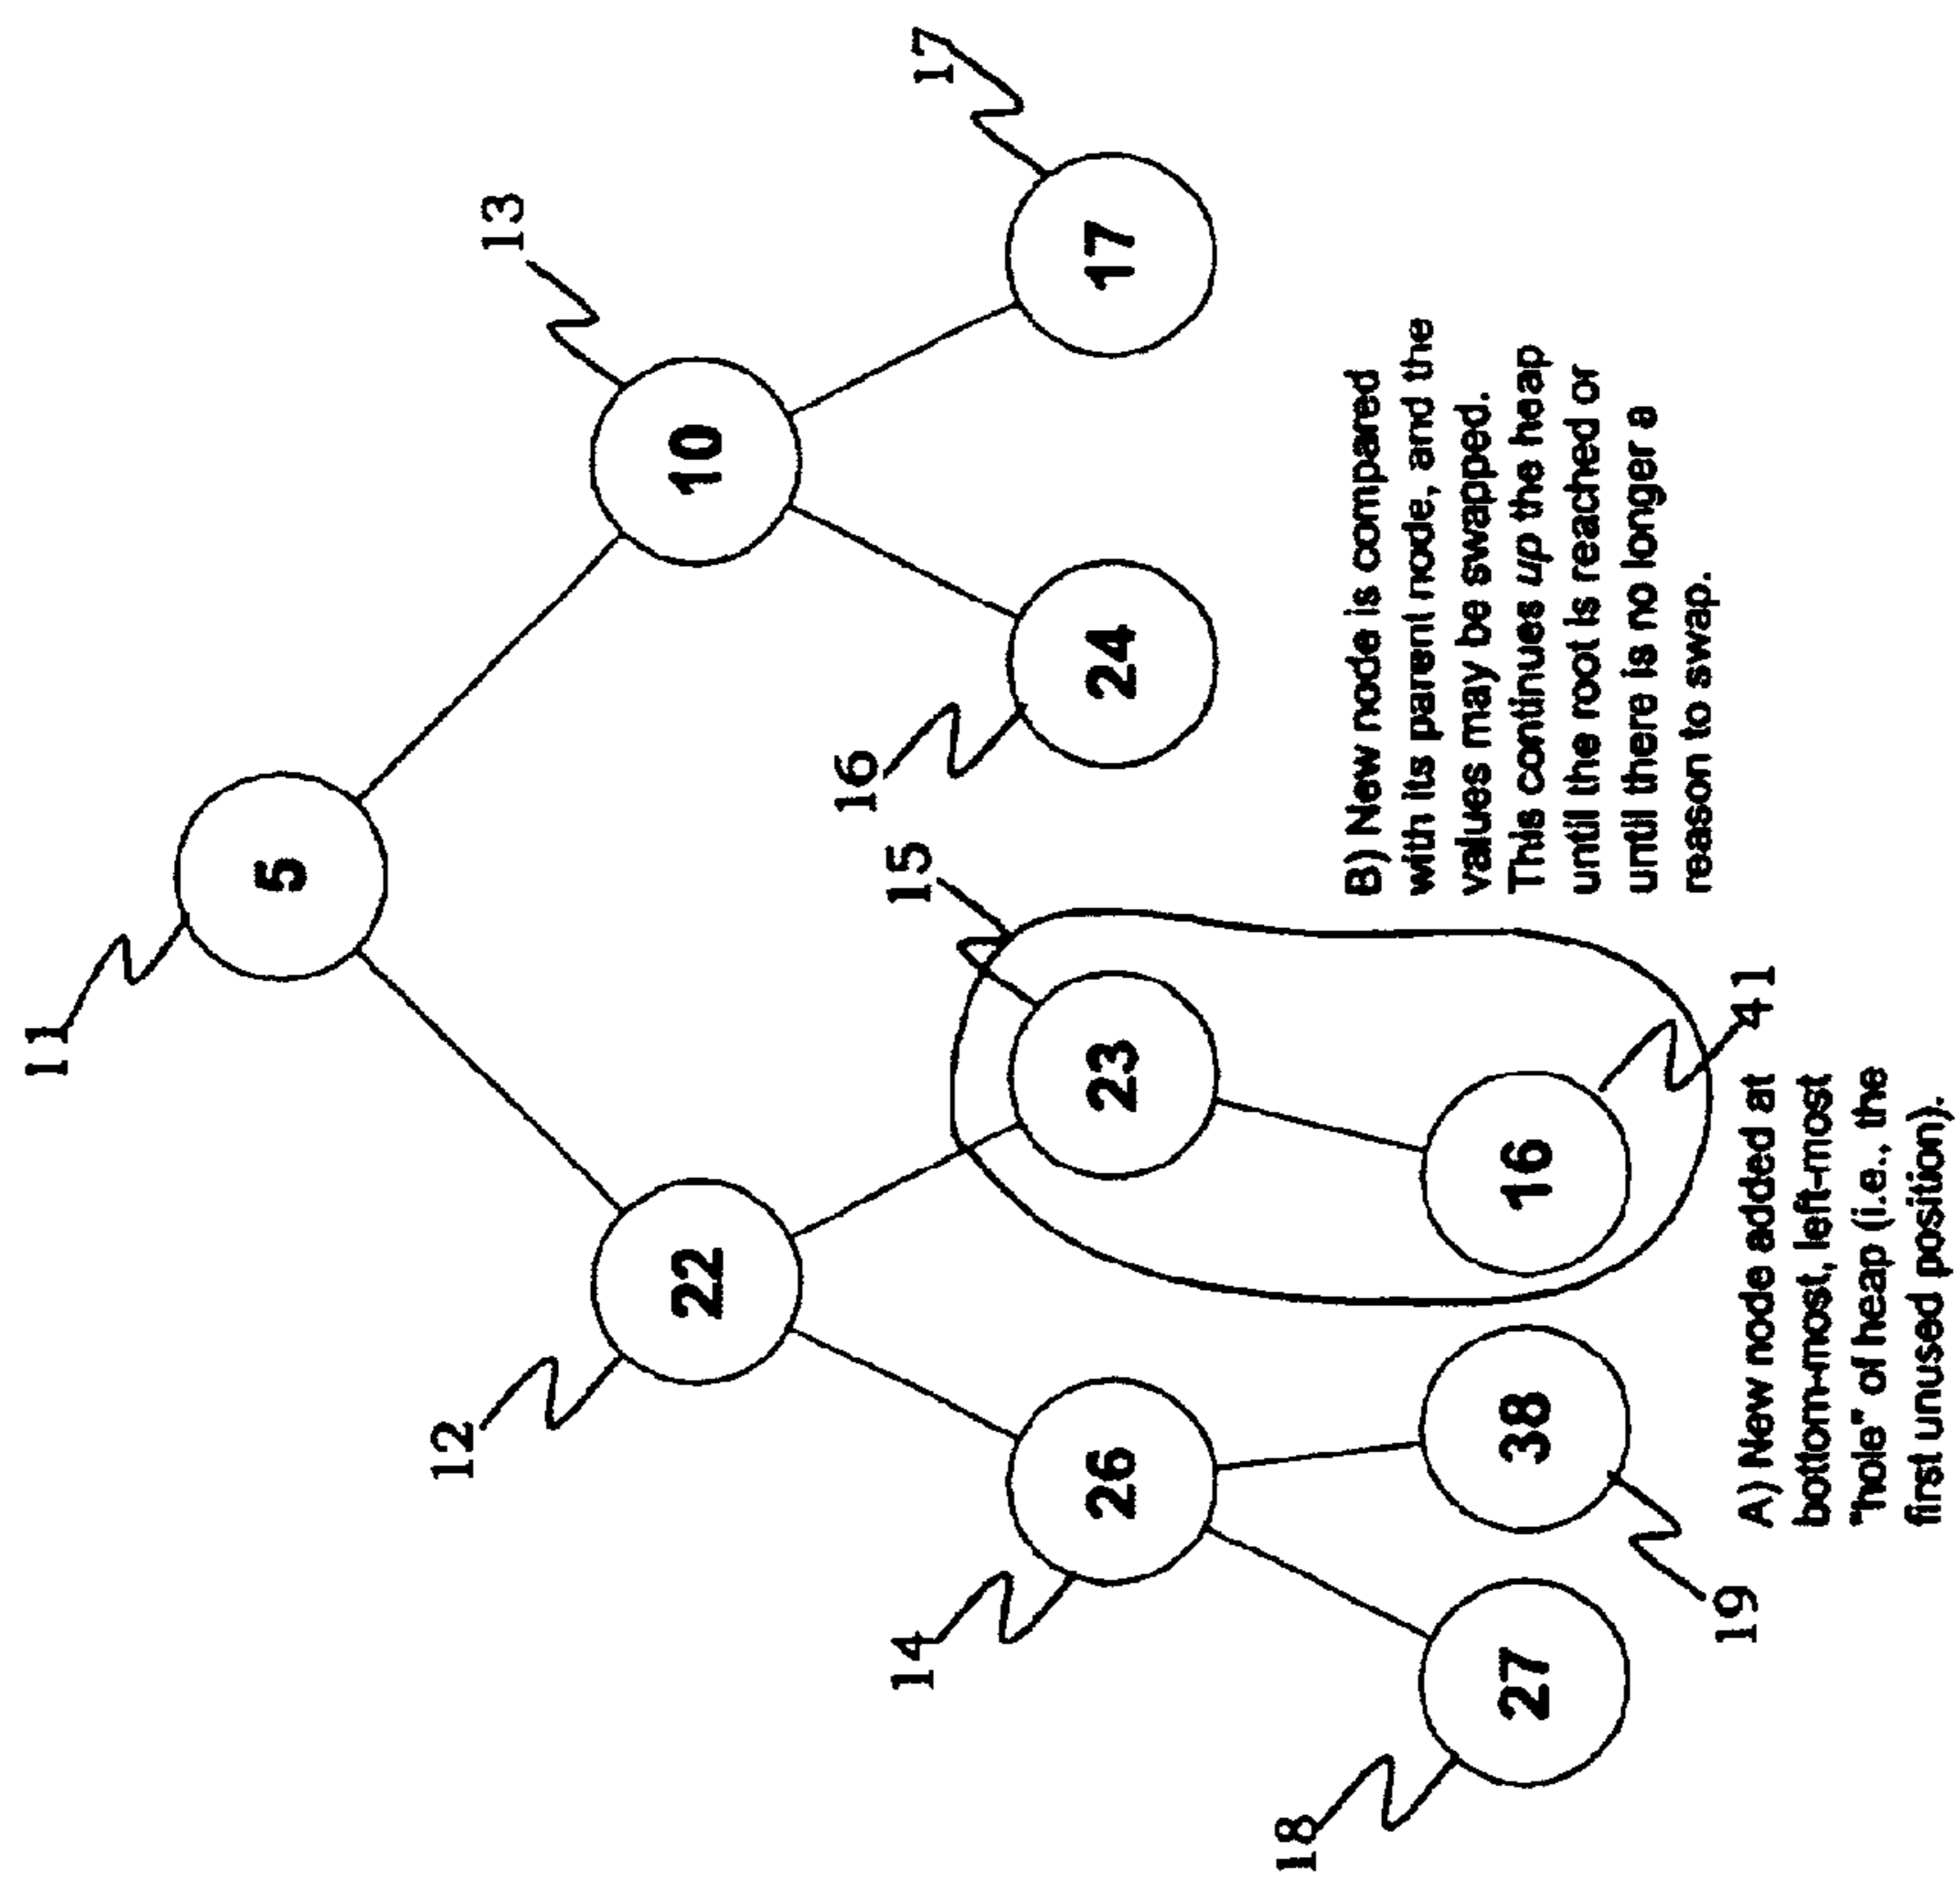 11
5
12
13
22
10
14
15
16
17
26
23
24
17
18
27
38
16
19
41
B) New node is compared
with its parent node, and the
values may be swapped.
This continues up the heap
until the root is reached or
until there is no longer a
reason to swap.
A) New node added at
bottom-most, left-most
"hole" of heap (i.e., the
first unused position).